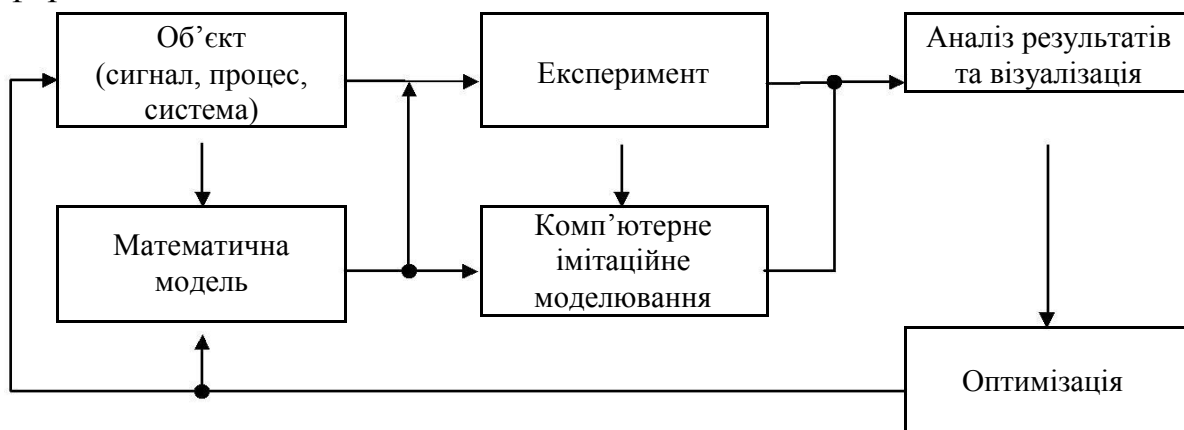 Об’єкт
(сигнал, процес,
система)
Експеримент
Аналіз результатів
та візуалізація
Математична
модель
Комп’ютерне
імітаційне
моделювання
Оптимізація